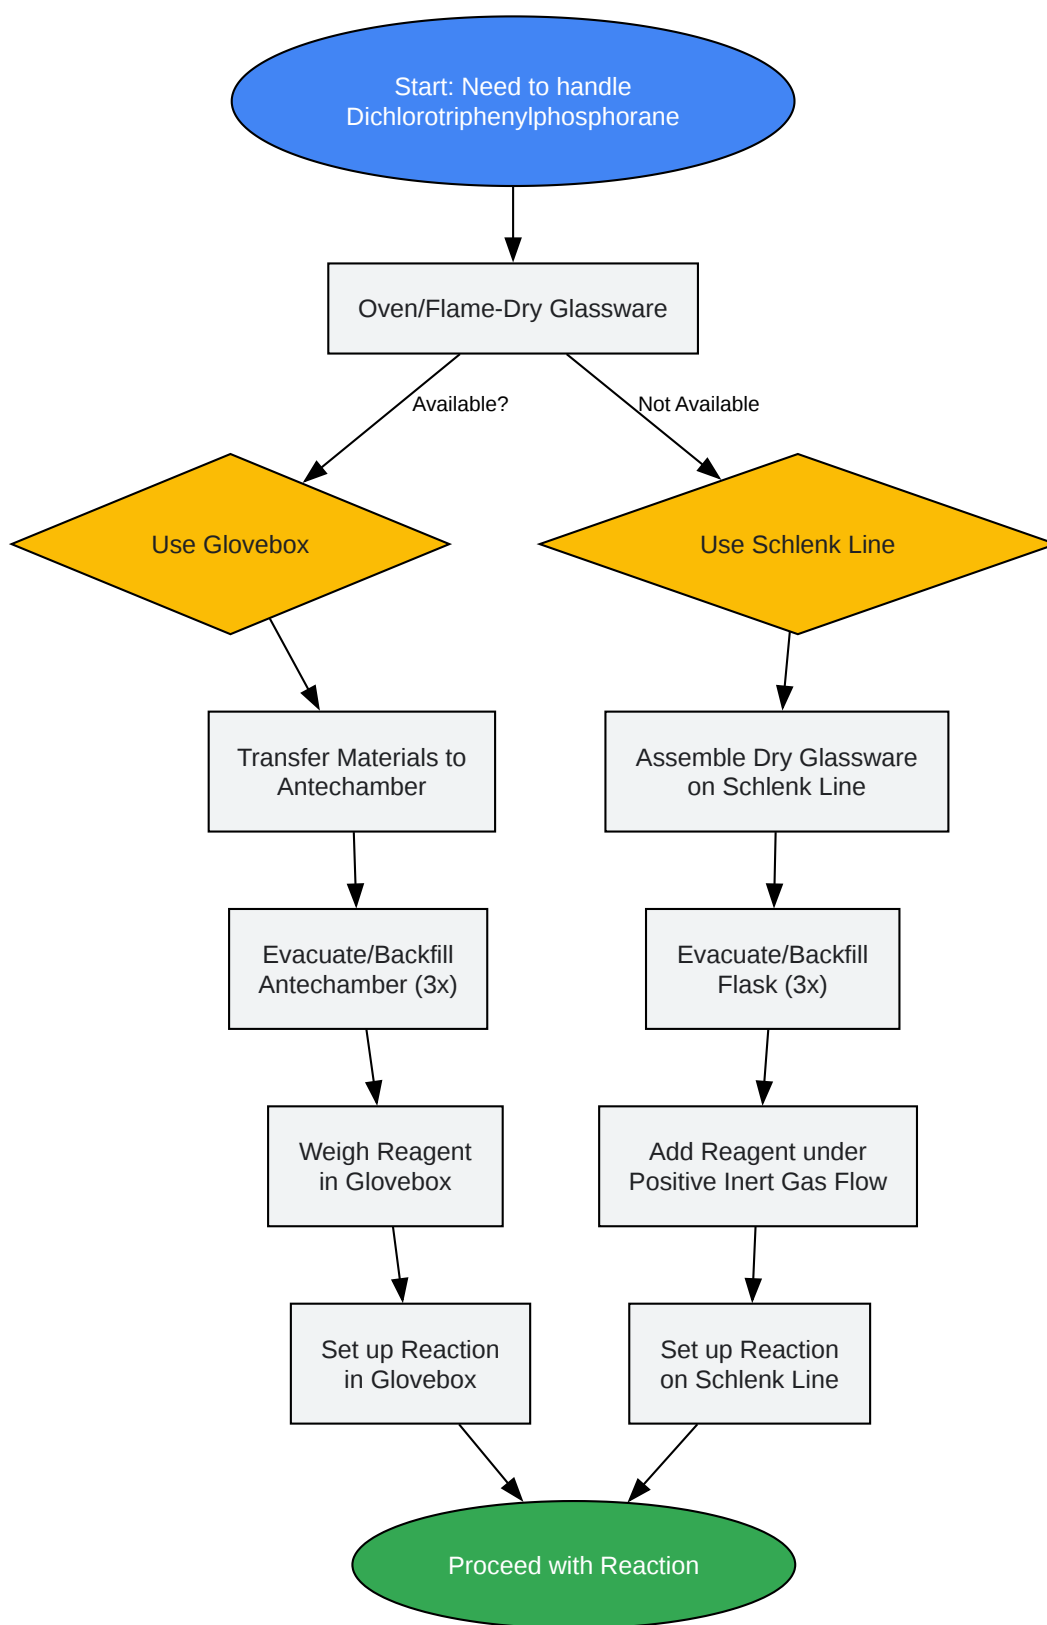 Start: Need to handle
Dichlorotriphenylphosphorane
Oven/Flame-Dry Glassware
Available?
Not Available
Use Glovebox
Use Schlenk Line
Transfer Materials to
Antechamber
Assemble Dry Glassware
on Schlenk Line
Evacuate/Backfill
Antechamber (3x)
Evacuate/Backfill
Flask (3x)
Weigh Reagent
in Glovebox
Add Reagent under
Positive Inert Gas Flow
Set up Reaction
in Glovebox
Set up Reaction
on Schlenk Line
Proceed with Reaction